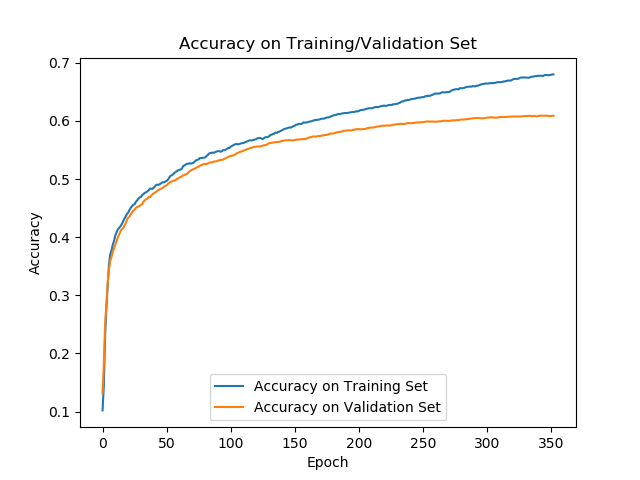 Accuracy on Training/Validation Set
0.7
0.6
0.5
0.4
0.3
0.2
0.1
Accuracy
Accuracy on Training Set
Accuracy on Validation Set
0 50 100 150 200 250 300 350
Epoch